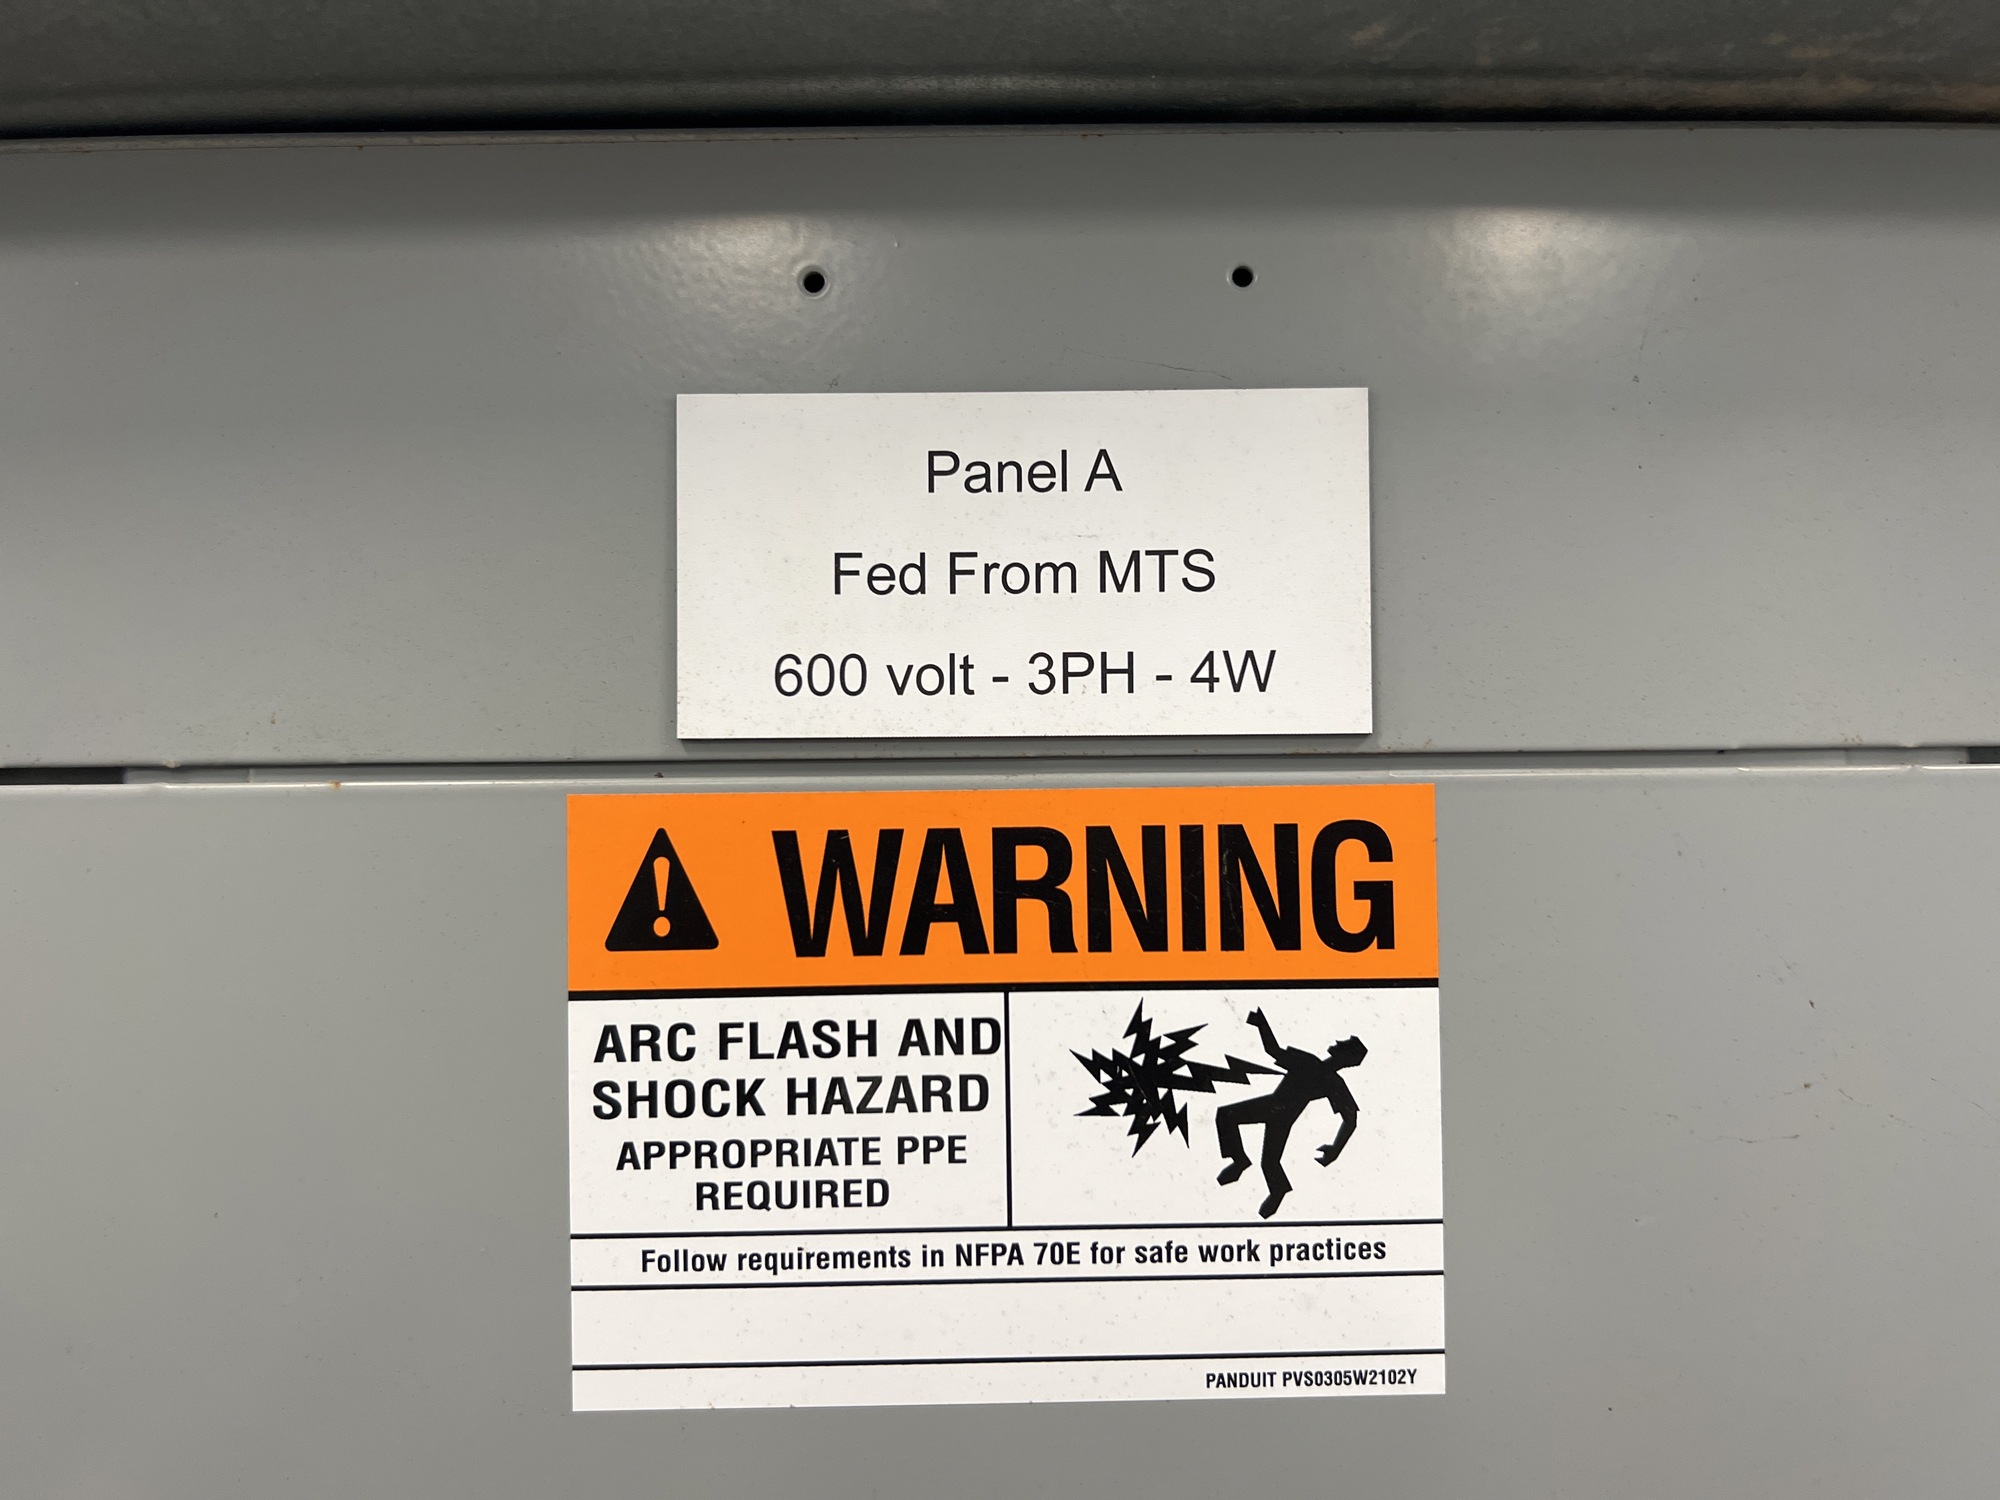 Panel A
Fed From MTS
600 volt - 3PH - 4W
WARNING
ARC FLASH AND
SHOCK HAZARD
APPROPRIATE PPE
REQUIRED
Follow requirements in NFPA 70E for safe work practices
PANDUIT PVS0305W2102Y